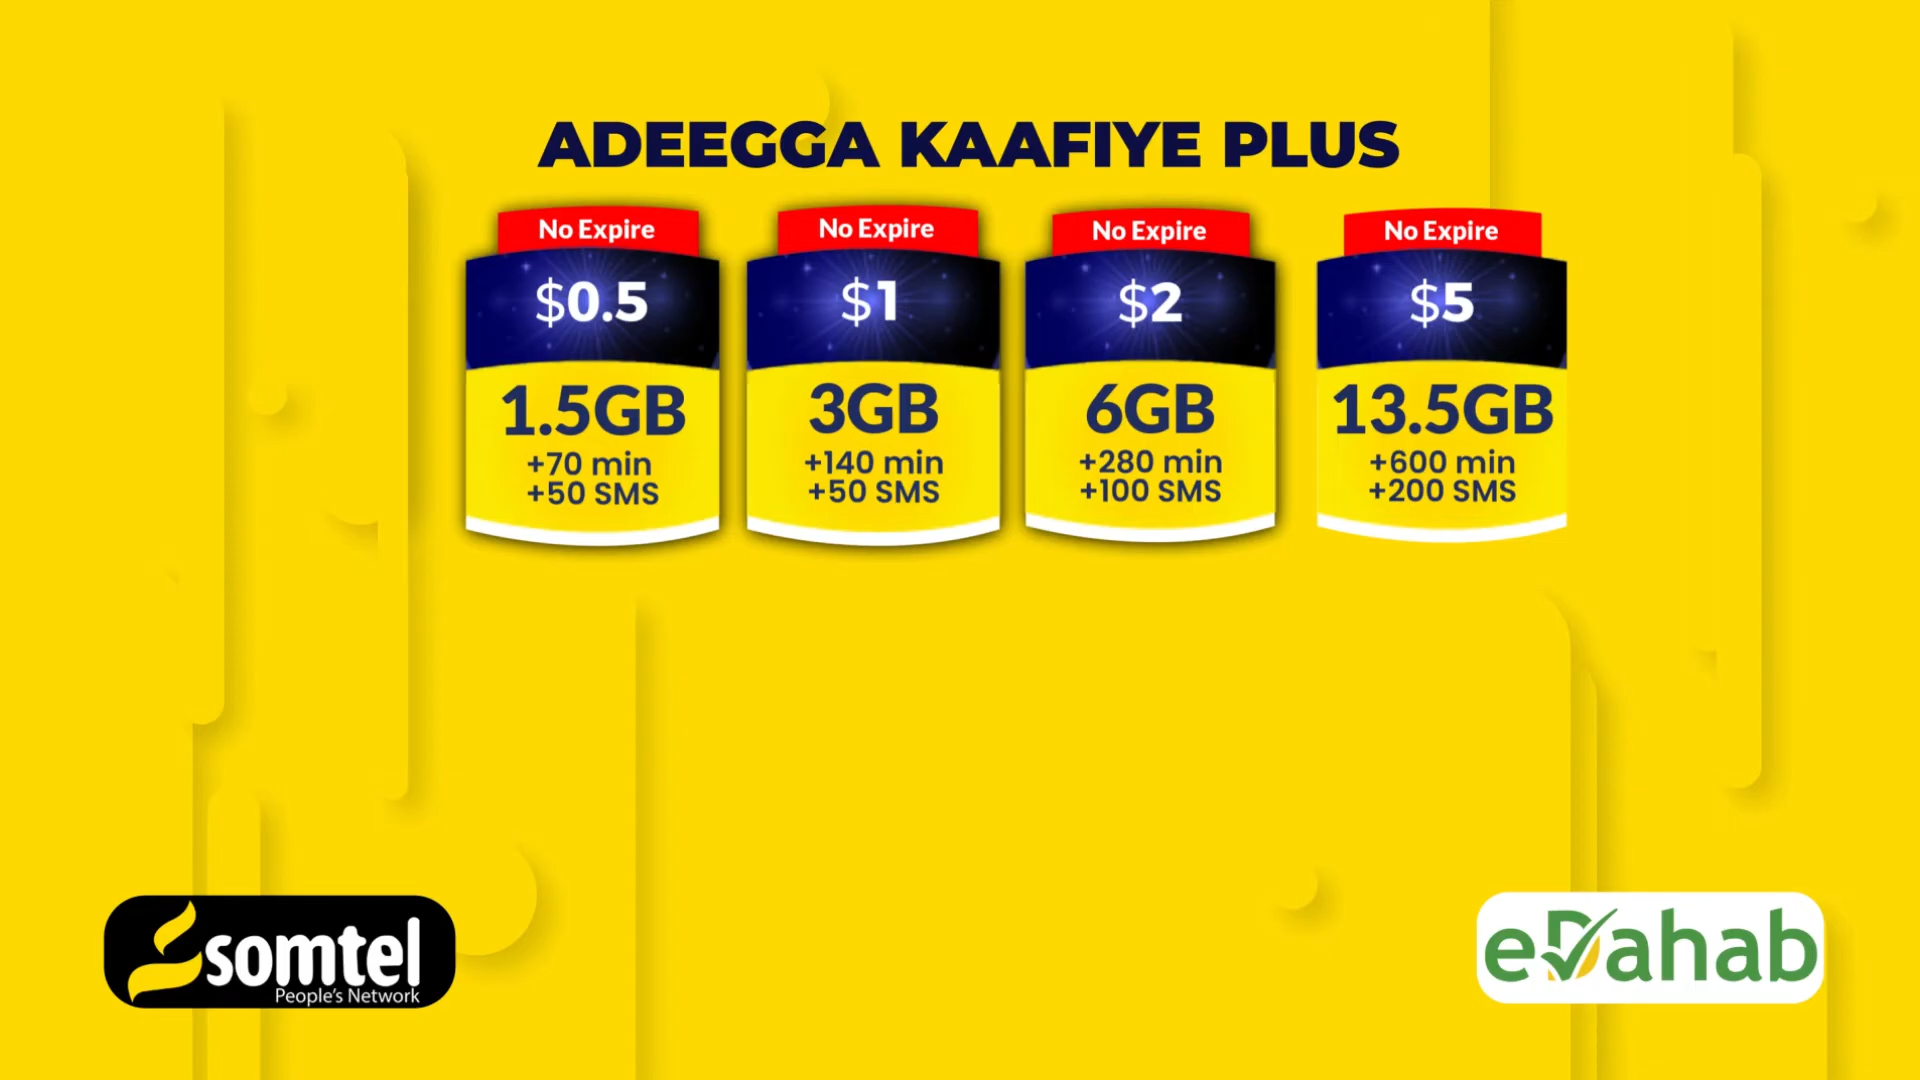 ADEEGGA KAAFIYE PLUS
No Expire
$0.5
1.5GB
+70 min
+50 SMS
No Expire
$1
3GB
+140 min
+50 SMS
No Expire
$2
6GB
+280 min
+100 SMS
No Expire
$5
13.5GB
+600 min
+200 SMS
somtel
People's Network
eDahab